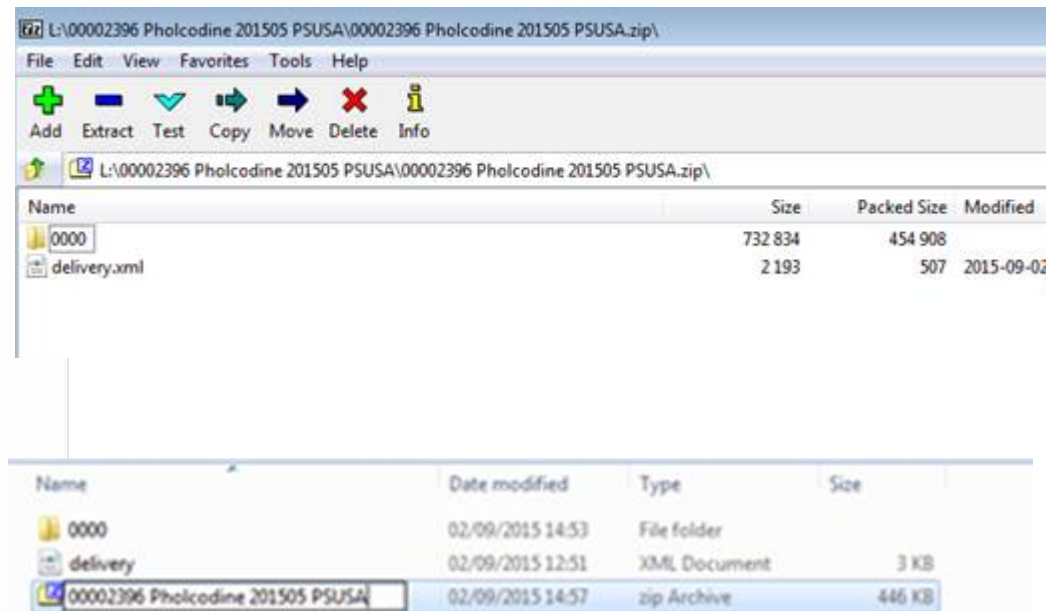 L:\00002396 Pholcodine 201505 PSUSA\00002396 Pholcodine 201505 PSUSA.zip\
File Edit View Favorites Tools Help
Add Extract Test Copy Move Delete Info
L:\00002396 Pholcodine 201505 PSUSA\00002396 Pholcodine 201505 PSUSA.zip\
Name Size Packed Size Modified
0000 732 834 454 908
delivery.xml 2 193 507 2015-09-02
Name Date modified Type Size
0000 02/09/2015 14:53 File folder
delivery 02/09/2015 12:51 XML Document 3 KB
00002396 Pholcodine 201505 PSUSA 02/09/2015 14:57 zip Archive 446 KB